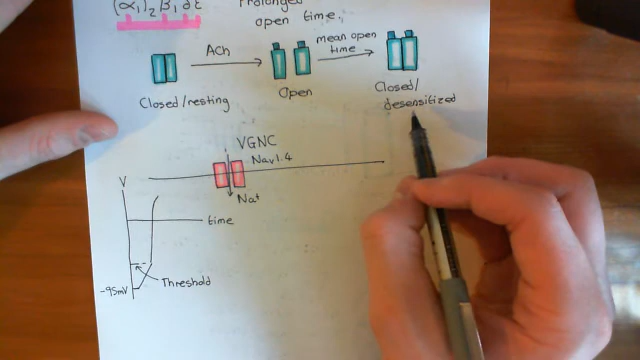 (α₁)₂β₁δε
Prolonged
open time,
ACh
mean open
time
Closed/resting
Open
Closed/
desensitized
VGNC
Nav1.4
V
Na⁺
time
Threshold
-95mV